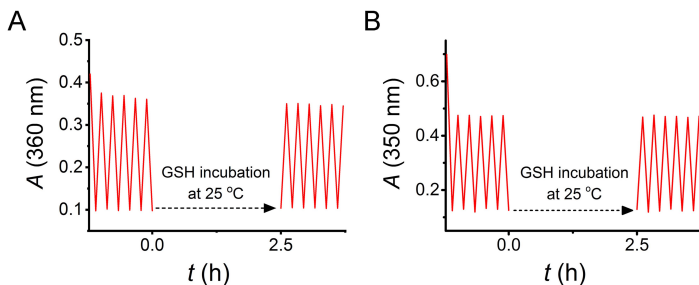 A
0.5
0.4
0.3
0.2
0.1
A (360 nm)
GSH incubation
at 25 °C
0.0
2.5
t (h)
B
0.6
0.4
0.2
A (350 nm)
GSH incubation
at 25 °C
0.0
2.5
t (h)